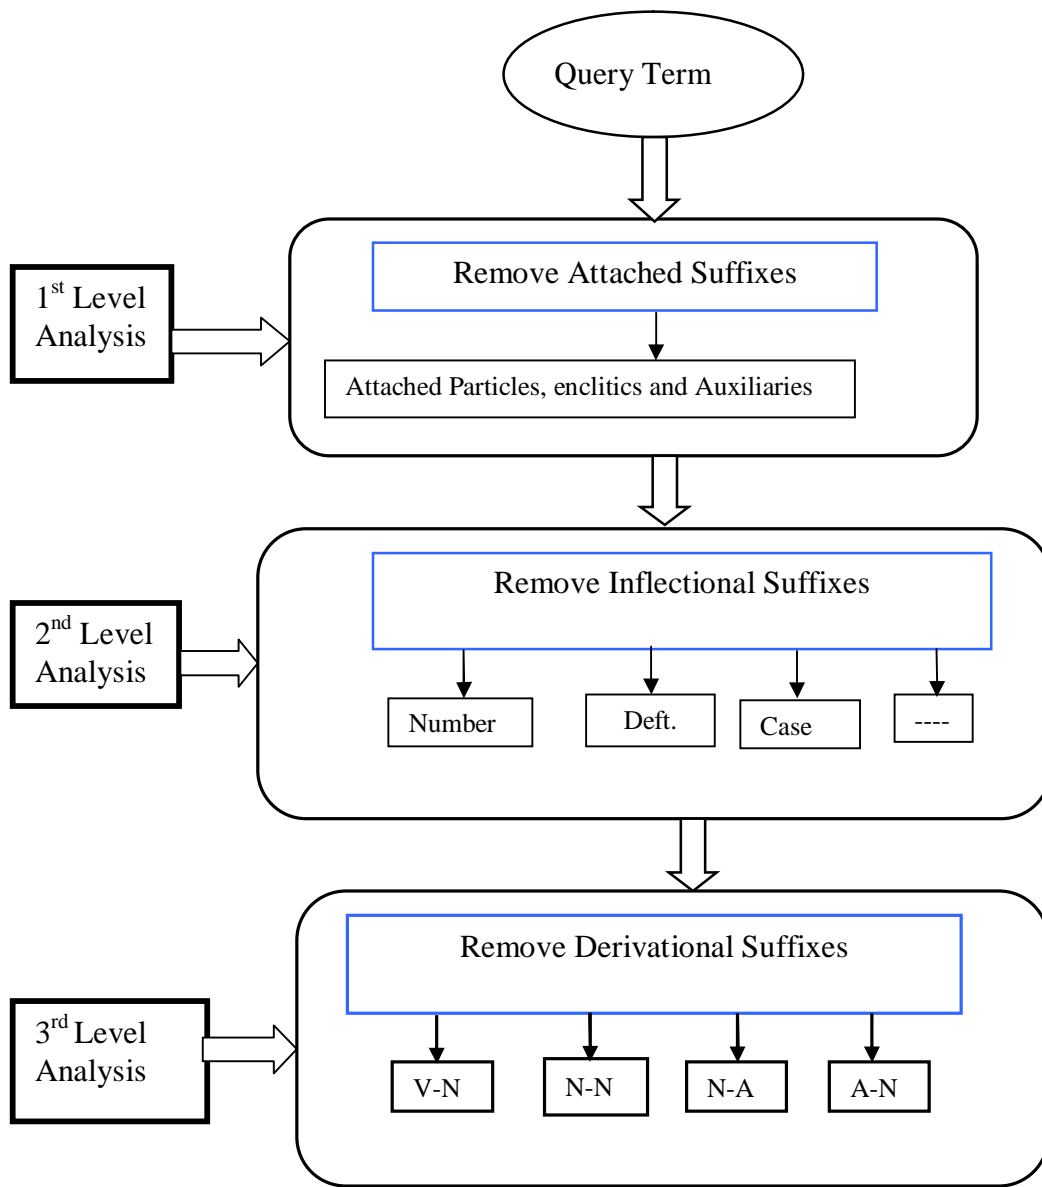 Query Term
1st Level
Analysis
Remove Attached Suffixes
Attached Particles, enclitics and Auxiliaries
2nd Level
Analysis
Remove Inflectional Suffixes
Number
Deft.
Case
----
3rd Level
Analysis
Remove Derivational Suffixes
V-N
N-N
N-A
A-N